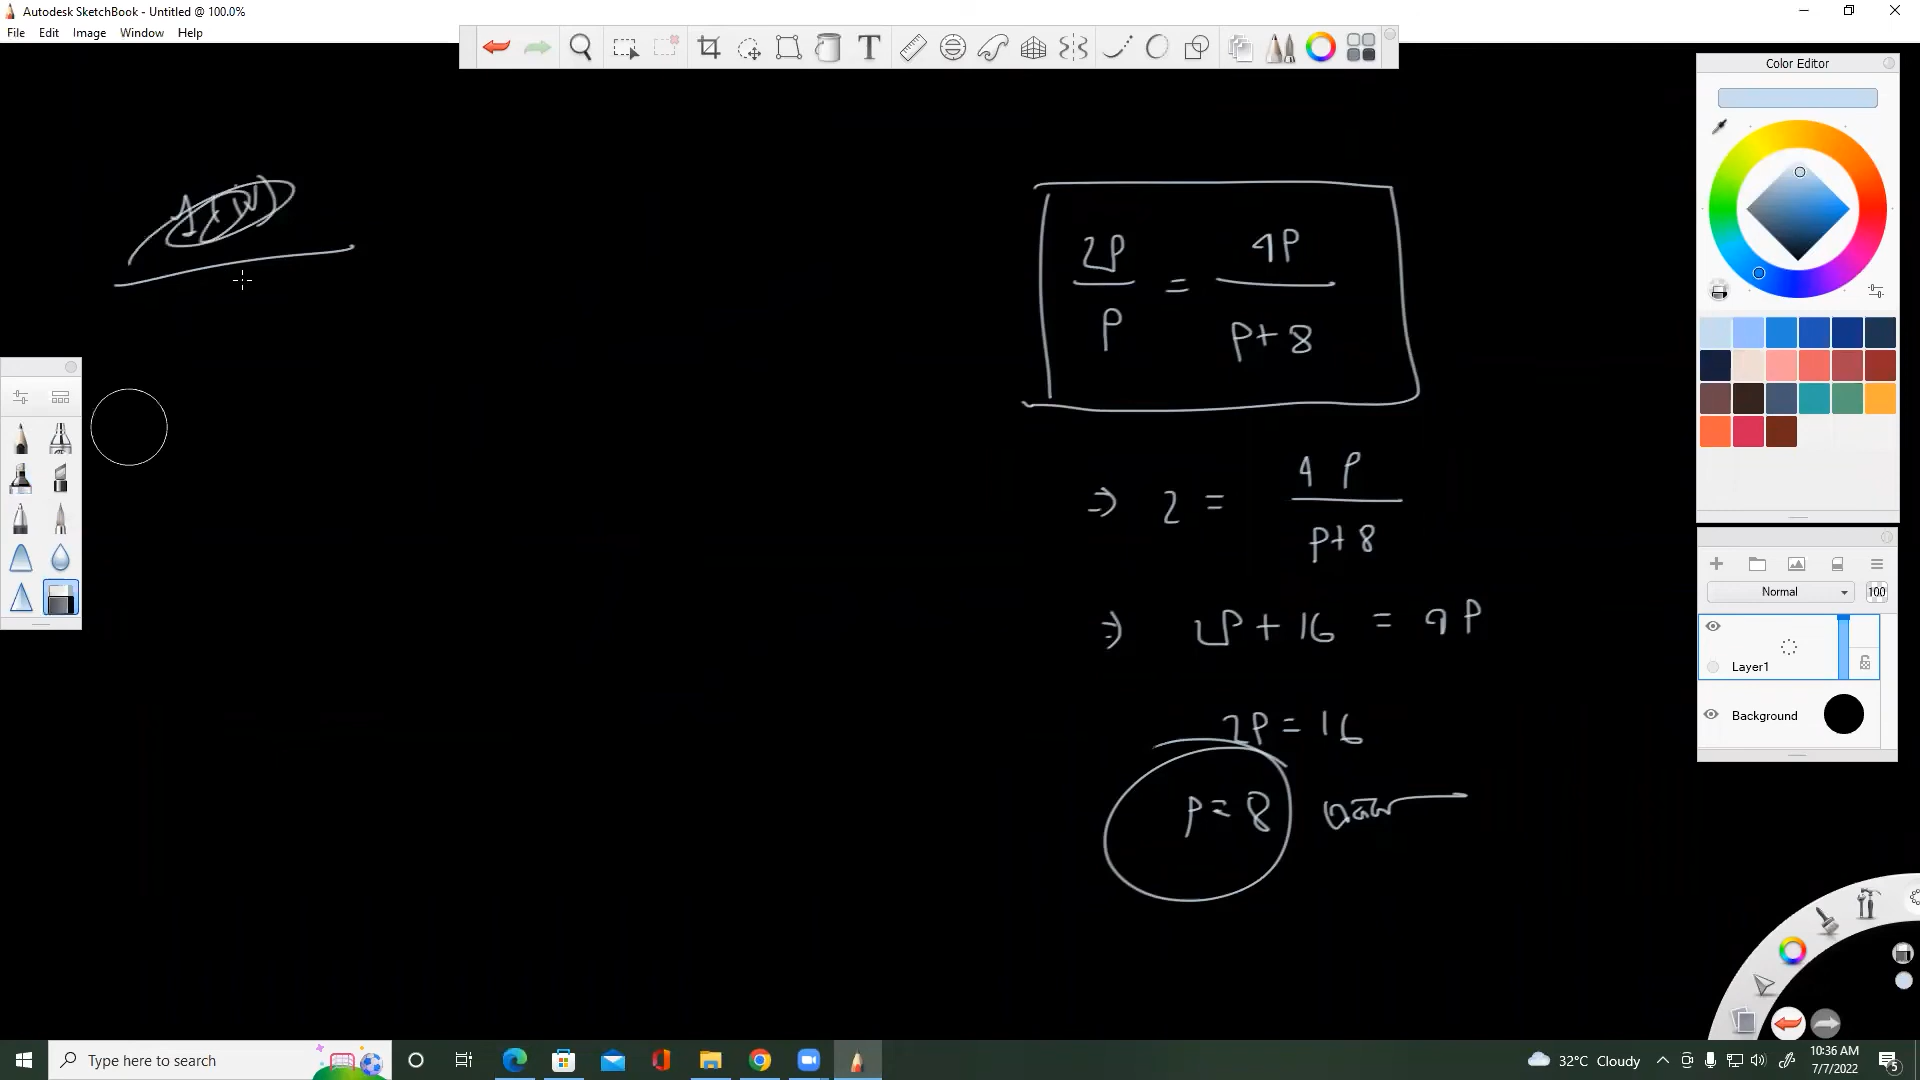 Autodesk SketchBook - Untitled @ 100.0%
File Edit Image Window Help
Color Editor
2P/P = 4P/P+8
⇒ 2 = 4P/P+8
⇒ 2P + 16 = 4P
2P = 16
P = 8
Normal 100
Layer1
Background
Type here to search
32°C Cloudy
10:36 AM
7/7/2022
5